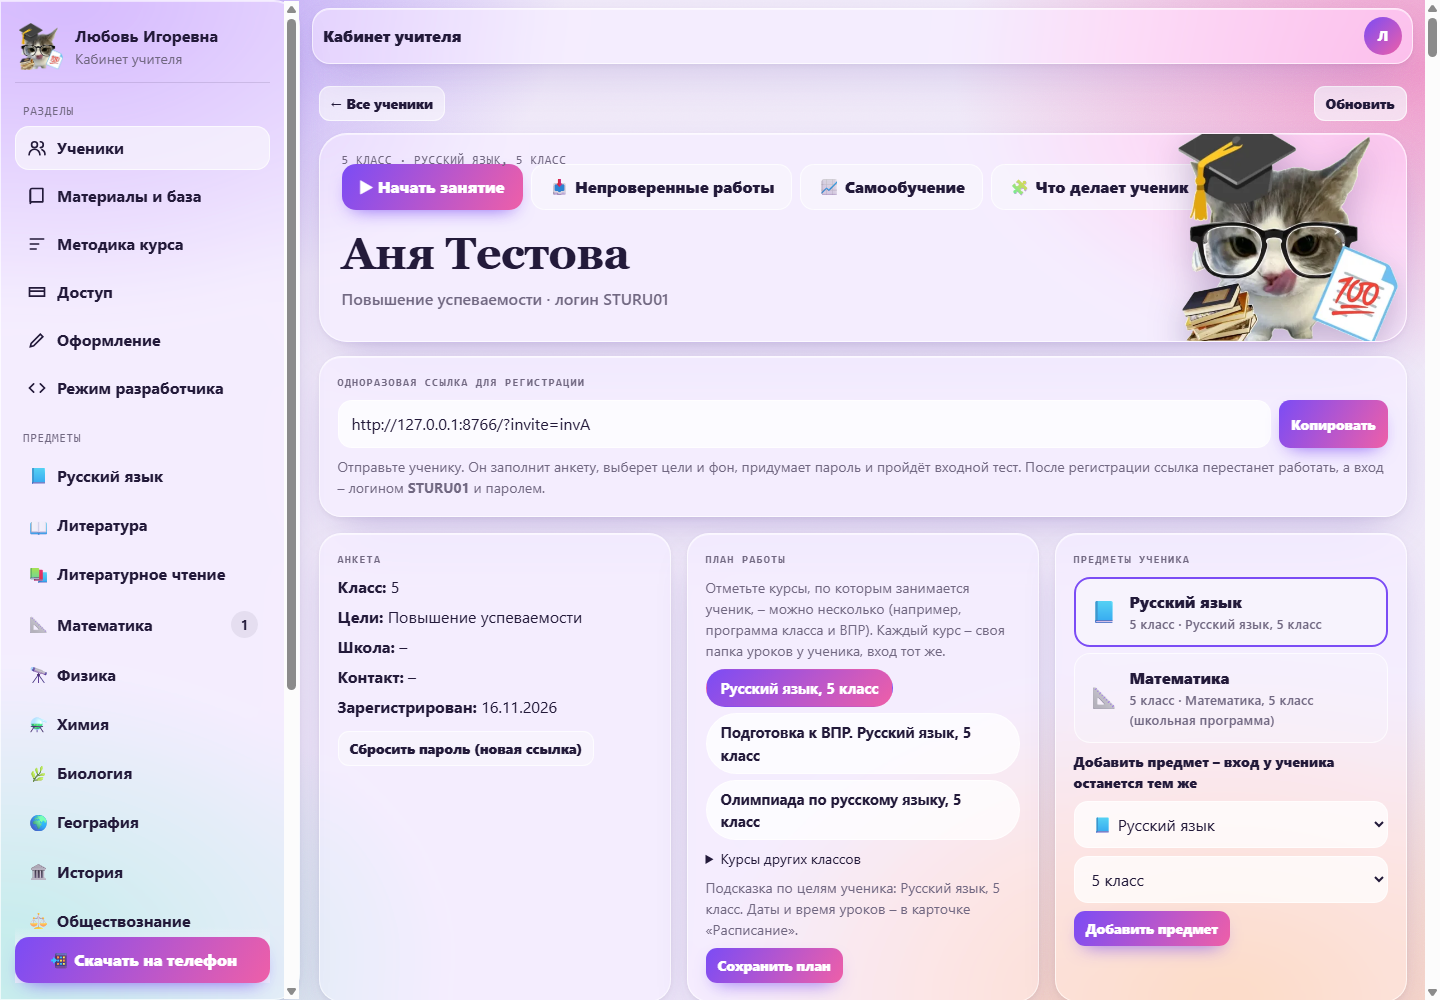 Любовь Игоревна
Кабинет учителя
РАЗДЕЛЫ
Ученики
Материалы и база
Методика курса
Доступ
Оформление
Режим разработчика
ПРЕДМЕТЫ
Русский язык
Литература
Литературное чтение
Математика 1
Физика
Химия
Биология
География
История
Обществознание
Скачать на телефон
Кабинет учителя
Л
← Все ученики
Обновить
5 КЛАСС · РУССКИЙ ЯЗЫК, 5 КЛАСС
▶ Начать занятие
Непроверенные работы
Самообучение
Что делает ученик
Аня Тестова
Повышение успеваемости · логин STURU01
100
ОДНОРАЗОВАЯ ССЫЛКА ДЛЯ РЕГИСТРАЦИИ
http://127.0.0.1:8766/?invite=invA
Копировать
Отправьте ученику. Он заполнит анкету, выберет цели и фон, придумает пароль и пройдёт входной тест. После регистрации ссылка перестанет работать, а вход
– логином STURU01 и паролем.
АНКЕТА
Класс: 5
Цели: Повышение успеваемости
Школа: –
Контакт: –
Зарегистрирован: 16.11.2026
Сбросить пароль (новая ссылка)
ПЛАН РАБОТЫ
Отметьте курсы, по которым занимается
ученик, – можно несколько (например,
программа класса и ВПР). Каждый курс – своя
папка уроков у ученика, вход тот же.
Русский язык, 5 класс
Подготовка к ВПР. Русский язык, 5
класс
Олимпиада по русскому языку, 5
класс
▶ Курсы других классов
Подсказка по целям ученика: Русский язык, 5
класс. Даты и время уроков – в карточке
«Расписание».
Сохранить план
ПРЕДМЕТЫ УЧЕНИКА
Русский язык
5 класс · Русский язык, 5 класс
Математика
5 класс · Математика, 5 класс
(школьная программа)
Добавить предмет – вход у ученика
останется тем же
Русский язык
5 класс
Добавить предмет